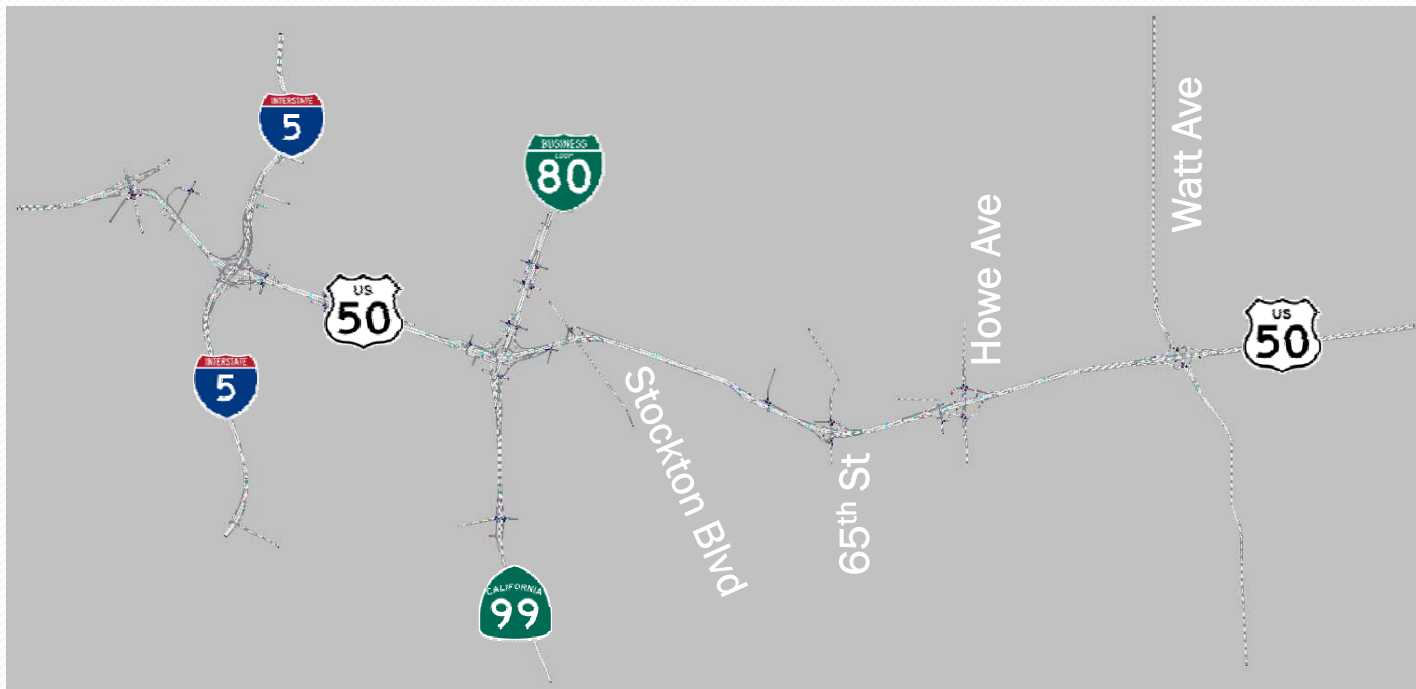 INTERSTATE
5
BUSINESS
LOOP
80
Watt Ave
Howe Ave
US
50
US
50
INTERSTATE
5
Stockton Blvd
65th St
CALIFORNIA
99